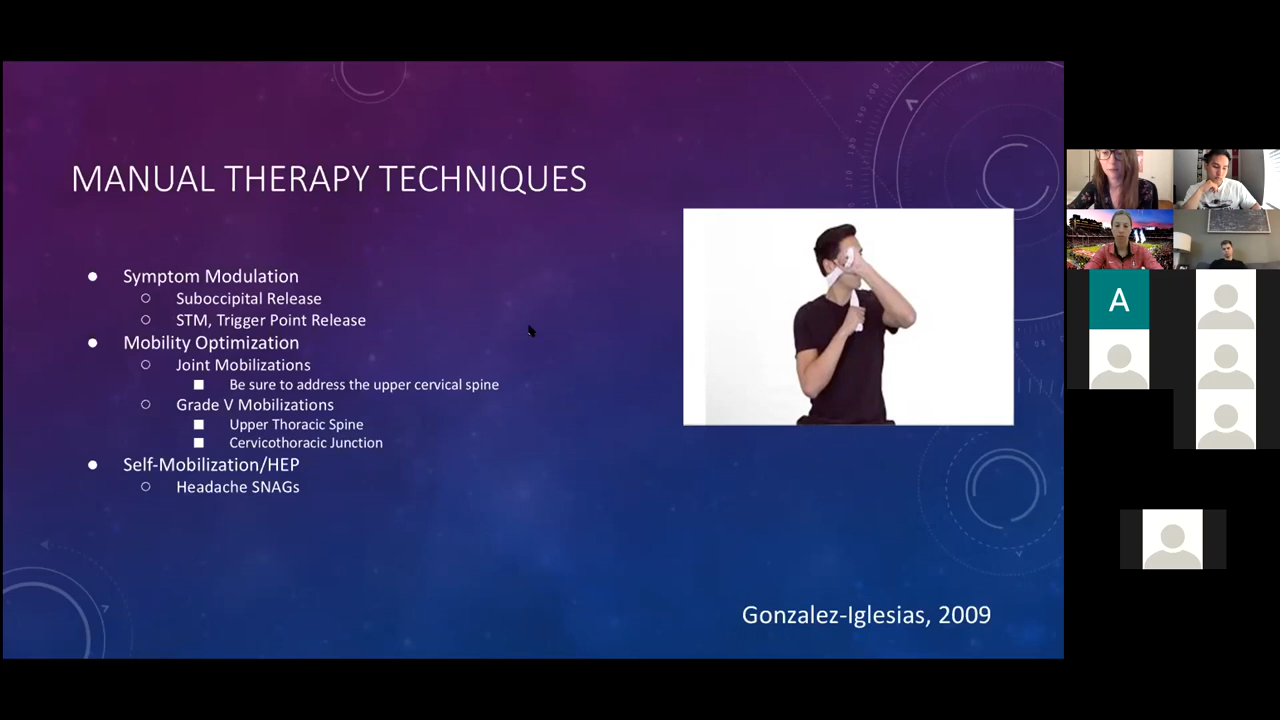 MANUAL THERAPY TECHNIQUES
Symptom Modulation
Suboccipital Release
STM, Trigger Point Release
Mobility Optimization
Joint Mobilizations
Be sure to address the upper cervical spine
Grade V Mobilizations
Upper Thoracic Spine
Cervicothoracic Junction
Self-Mobilization/HEP
Headache SNAGs
Gonzalez-Iglesias, 2009
A